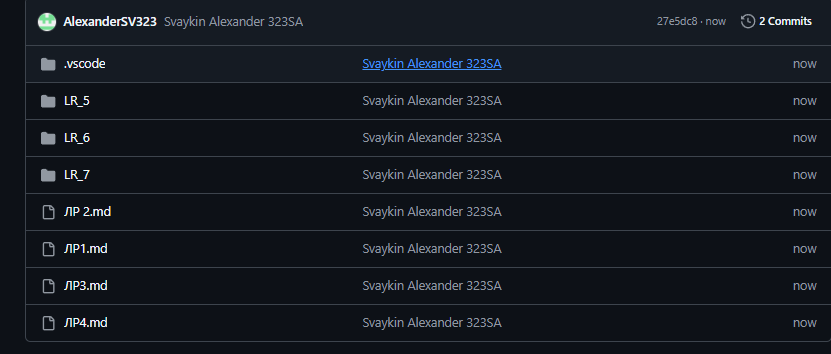 AlexanderSV323 Svaykin Alexander 323SA 27e5dc8 · now 2 Commits
.vscode Svaykin Alexander 323SA now
LR_5 Svaykin Alexander 323SA now
LR_6 Svaykin Alexander 323SA now
LR_7 Svaykin Alexander 323SA now
ЛР 2.md Svaykin Alexander 323SA now
ЛР1.md Svaykin Alexander 323SA now
ЛР3.md Svaykin Alexander 323SA now
ЛР4.md Svaykin Alexander 323SA now